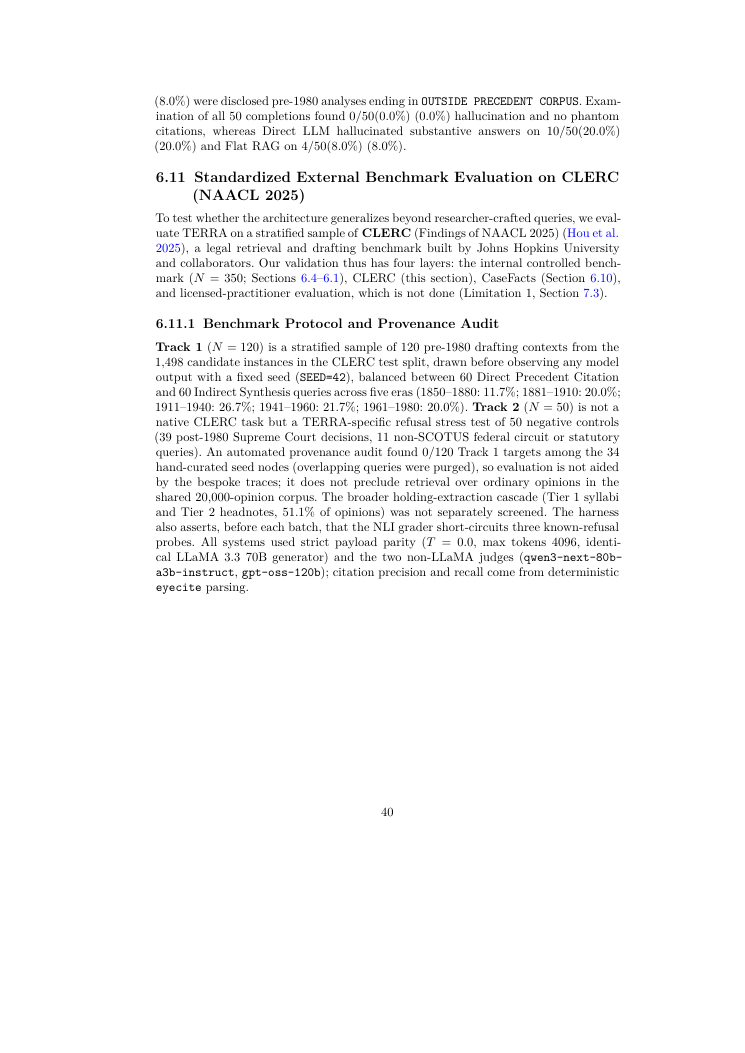 (8.0%) were disclosed pre-1980 analyses ending in OUTSIDE PRECEDENT CORPUS. Exam-
ination of all 50 completions found 0/50(0.0%) (0.0%) hallucination and no phantom
citations, whereas Direct LLM hallucinated substantive answers on 10/50(20.0%)
(20.0%) and Flat RAG on 4/50(8.0%) (8.0%).
6.11 Standardized External Benchmark Evaluation on CLERC
(NAACL 2025)
To test whether the architecture generalizes beyond researcher-crafted queries, we eval-
uate TERRA on a stratified sample of CLERC (Findings of NAACL 2025) (Hou et al.
2025), a legal retrieval and drafting benchmark built by Johns Hopkins University
and collaborators. Our validation thus has four layers: the internal controlled bench-
mark (N = 350; Sections 6.4–6.1), CLERC (this section), CaseFacts (Section 6.10),
and licensed-practitioner evaluation, which is not done (Limitation 1, Section 7.3).
6.11.1 Benchmark Protocol and Provenance Audit
Track 1 (N = 120) is a stratified sample of 120 pre-1980 drafting contexts from the
1,498 candidate instances in the CLERC test split, drawn before observing any model
output with a fixed seed (SEED=42), balanced between 60 Direct Precedent Citation
and 60 Indirect Synthesis queries across five eras (1850–1880: 11.7%; 1881–1910: 20.0%;
1911–1940: 26.7%; 1941–1960: 21.7%; 1961–1980: 20.0%). Track 2 (N = 50) is not a
native CLERC task but a TERRA-specific refusal stress test of 50 negative controls
(39 post-1980 Supreme Court decisions, 11 non-SCOTUS federal circuit or statutory
queries). An automated provenance audit found 0/120 Track 1 targets among the 34
hand-curated seed nodes (overlapping queries were purged), so evaluation is not aided
by the bespoke traces; it does not preclude retrieval over ordinary opinions in the
shared 20,000-opinion corpus. The broader holding-extraction cascade (Tier 1 syllabi
and Tier 2 headnotes, 51.1% of opinions) was not separately screened. The harness
also asserts, before each batch, that the NLI grader short-circuits three known-refusal
probes. All systems used strict payload parity (T = 0.0, max tokens 4096, identi-
cal LLaMA 3.3 70B generator) and the two non-LLaMA judges (qwen3-next-80b-
a3b-instruct, gpt-oss-120b); citation precision and recall come from deterministic
eyecite parsing.
40